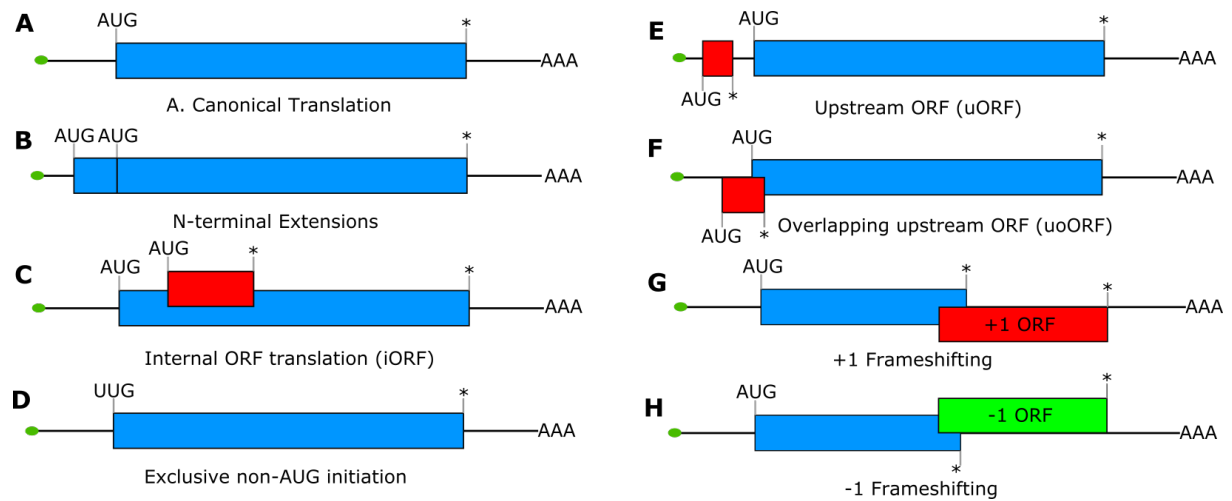 A
AUG *
AAA
A. Canonical Translation
B
AUG AUG *
AAA
N-terminal Extensions
C
AUG AUG *
*
AAA
Internal ORF translation (iORF)
D
UUG *
AAA
Exclusive non-AUG initiation
E
AUG *
AAA
AUG *
Upstream ORF (uORF)
F
AUG *
AAA
AUG *
Overlapping upstream ORF (uoORF)
G
AUG * *
AAA
+1 ORF
+1 Frameshifting
H
AUG *
-1 ORF
AAA
*
-1 Frameshifting